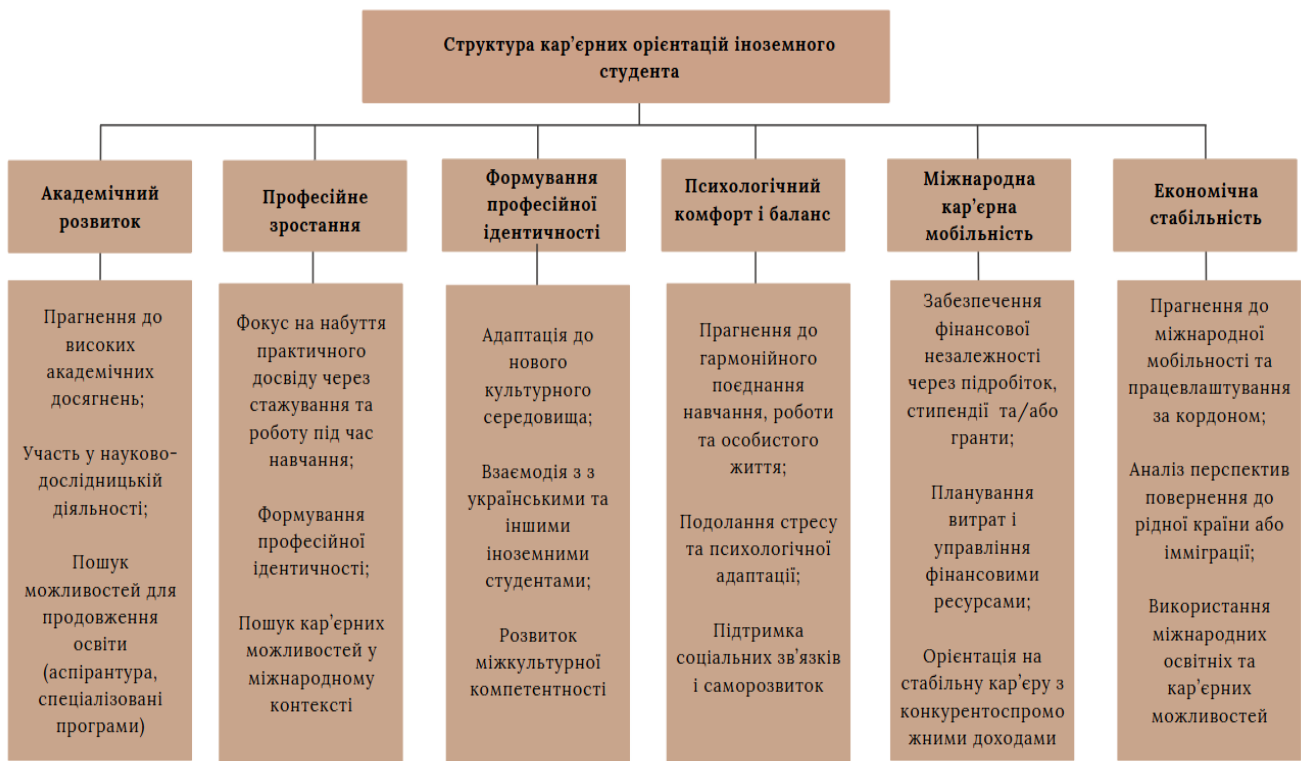 Структура кар’єрних орієнтацій іноземного
студента
Академічний
розвиток
Професійне
зростання
Формування
професійної
ідентичності
Психологічний
комфорт і баланс
Міжнародна
кар’єрна
мобільність
Економічна
стабільність
Прагнення до
високих
академічних
досягнень;
Участь у науково-
дослідницькій
діяльності;
Пошук
можливостей для
продовження
освіти
(аспірантура,
спеціалізовані
програми)
Фокус на набуття
практичного
досвіду через
стажування та
роботу під час
навчання;
Формування
професійної
ідентичності;
Пошук кар’єрних
можливостей у
міжнародному
контексті
Адаптація до
нового
культурного
середовища;
Взаємодія з з
українськими та
іншими
іноземними
студентами;
Розвиток
міжкультурної
компетентності
Прагнення до
гармонійного
поєднання
навчання, роботи
та особистого
життя;
Подолання стресу
та психологічної
адаптації;
Підтримка
соціальних зв’язків
і саморозвиток
Забезпечення
фінансової
незалежності
через підробіток,
стипендії та/або
гранти;
Планування
витрат і
управління
фінансовими
ресурсами;
Орієнтація на
стабільну кар’єру з
конкурентоспромо
жними доходами
Прагнення до
міжнародної
мобільності та
працевлаштування
за кордоном;
Аналіз перспектив
повернення до
рідної країни або
імміграції;
Використання
міжнародних
освітніх та
кар’єрних
можливостей